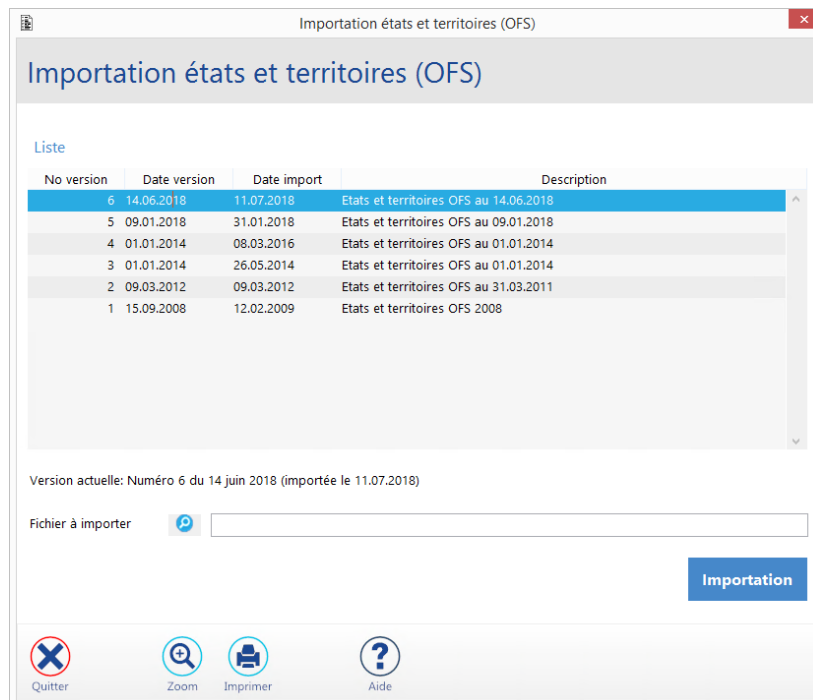 Importation états et territoires (OFS)
Importation états et territoires (OFS)
Liste
No version Date version Date import Description
6 14.06.2018 11.07.2018 Etats et territoires OFS au 14.06.2018
5 09.01.2018 31.01.2018 Etats et territoires OFS au 09.01.2018
4 01.01.2014 08.03.2016 Etats et territoires OFS au 01.01.2014
3 01.01.2014 26.05.2014 Etats et territoires OFS au 01.01.2014
2 09.03.2012 09.03.2012 Etats et territoires OFS au 31.03.2011
1 15.09.2008 12.02.2009 Etats et territoires OFS 2008
Version actuelle: Numéro 6 du 14 juin 2018 (importée le 11.07.2018)
Fichier à importer
Importation
Quitter Zoom Imprimer Aide